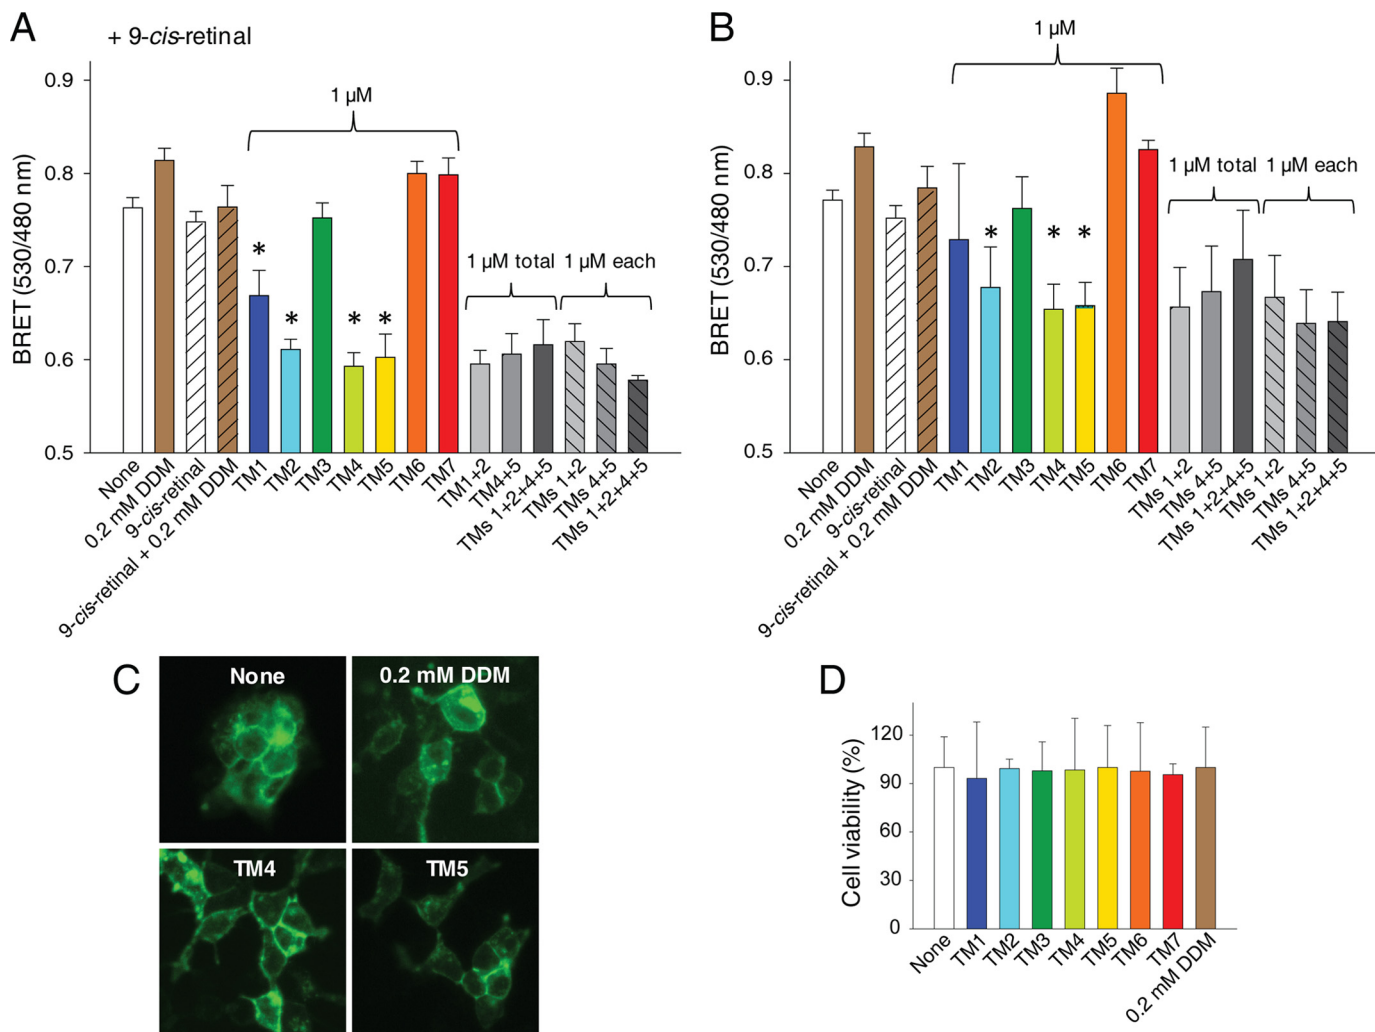 A
+ 9-cis-retinal
BRET (530/480 nm)
0.9
0.8
0.7
0.6
0.5
1 µM
*
*
*
*
1 µM total
1 µM each
None
0.2 mM DDM
9-cis-retinal
9-cis-retinal + 0.2 mM DDM
TM1
TM2
TM3
TM4
TM5
TM6
TM7
TM1+2
TM4+5
TMs 1+2+4+5
TMs 1+2
TMs 4+5
TMs 1+2+4+5
B
BRET (530/480 nm)
0.9
0.8
0.7
0.6
0.5
1 µM
*
*
*
1 µM total
1 µM each
None
0.2 mM DDM
9-cis-retinal
9-cis-retinal + 0.2 mM DDM
TM1
TM2
TM3
TM4
TM5
TM6
TM7
TMs 1+2
TMs 4+5
TMs 1+2+4+5
TMs 1+2
TMs 4+5
TMs 1+2+4+5
C
None
0.2 mM DDM
TM4
TM5
D
Cell viability (%)
120
90
60
30
0
None
TM1
TM2
TM3
TM4
TM5
TM6
TM7
0.2 mM DDM